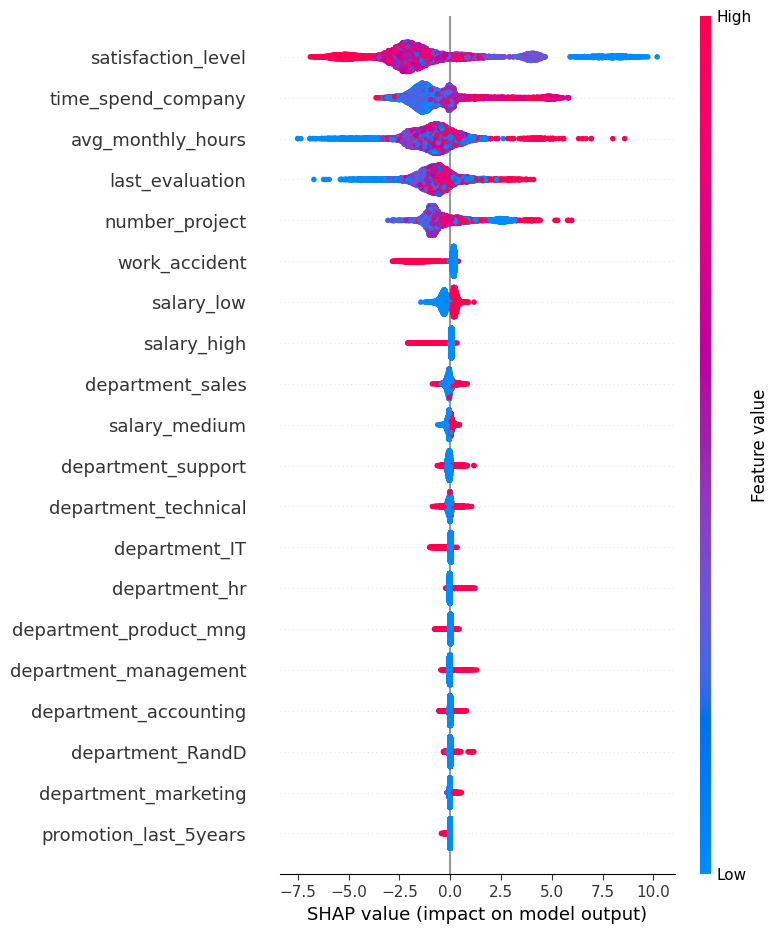 High
satisfaction_level
time_spend_company
avg_monthly_hours
last_evaluation
number_project
work_accident
salary_low
salary_high
department_sales
salary_medium
department_support
department_technical
department_IT
department_hr
department_product_mng
department_management
department_accounting
department_RandD
department_marketing
promotion_last_5years
Feature value
Low
−7.5 −5.0 −2.5 0.0 2.5 5.0 7.5 10.0
SHAP value (impact on model output)